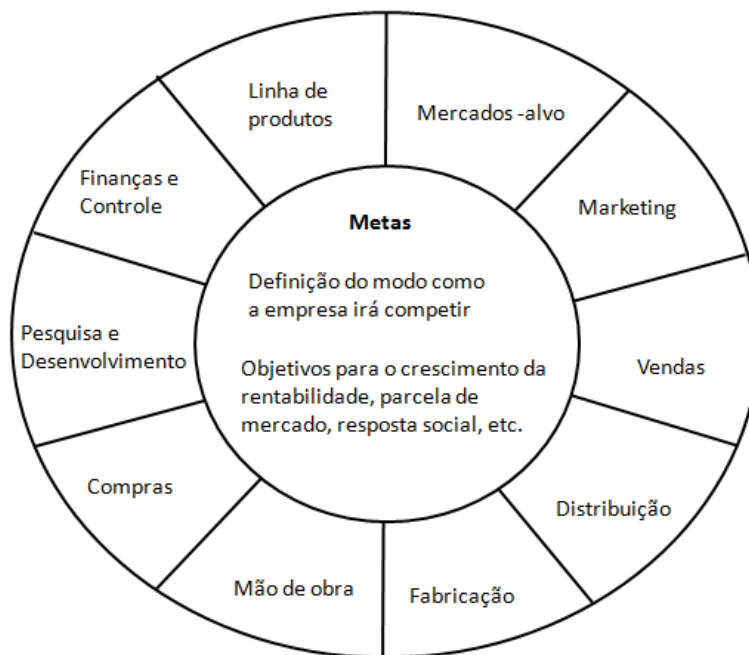 Linha de
produtos
Mercados -alvo
Marketing
Vendas
Distribuição
Fabricação
Mão de obra
Compras
Pesquisa e
Desenvolvimento
Finanças e
Controle
Metas
Definição do modo como
a empresa irá competir
Objetivos para o crescimento da
rentabilidade, parcela de
mercado, resposta social, etc.